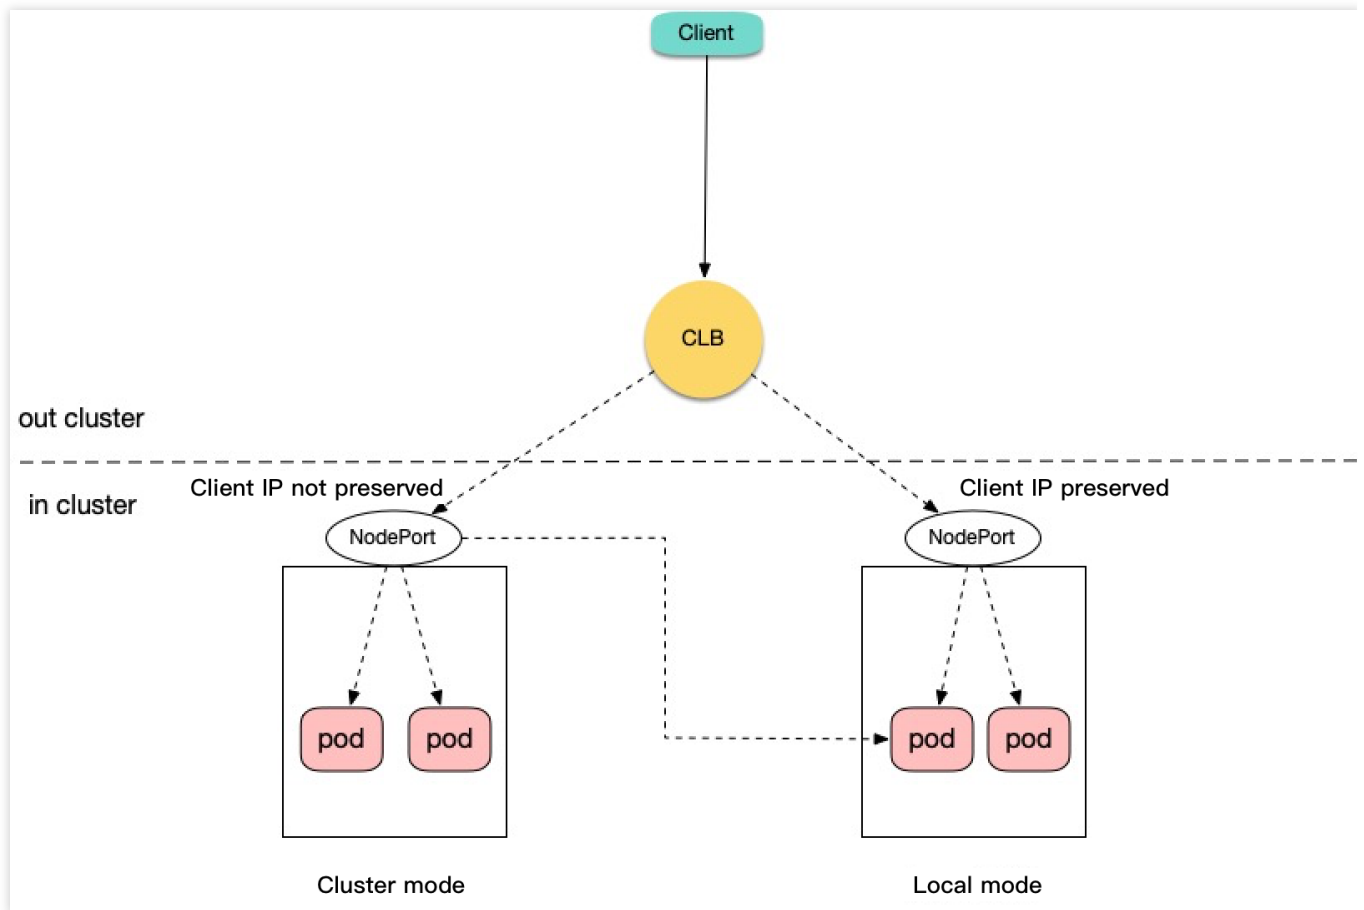 Client
CLB
out cluster
Client IP not preserved
Client IP preserved
in cluster
NodePort
NodePort
pod
pod
pod
pod
Cluster mode
Local mode